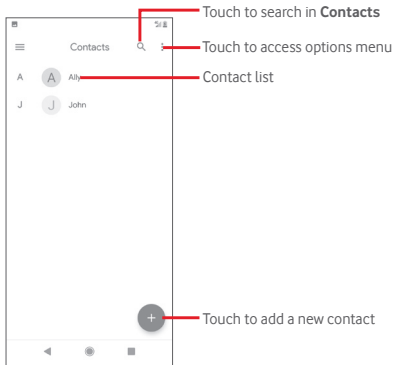 Touch to search in Contacts
Contacts
Touch to access options menu
A A Ally
Contact list
J J John
+
Touch to add a new contact